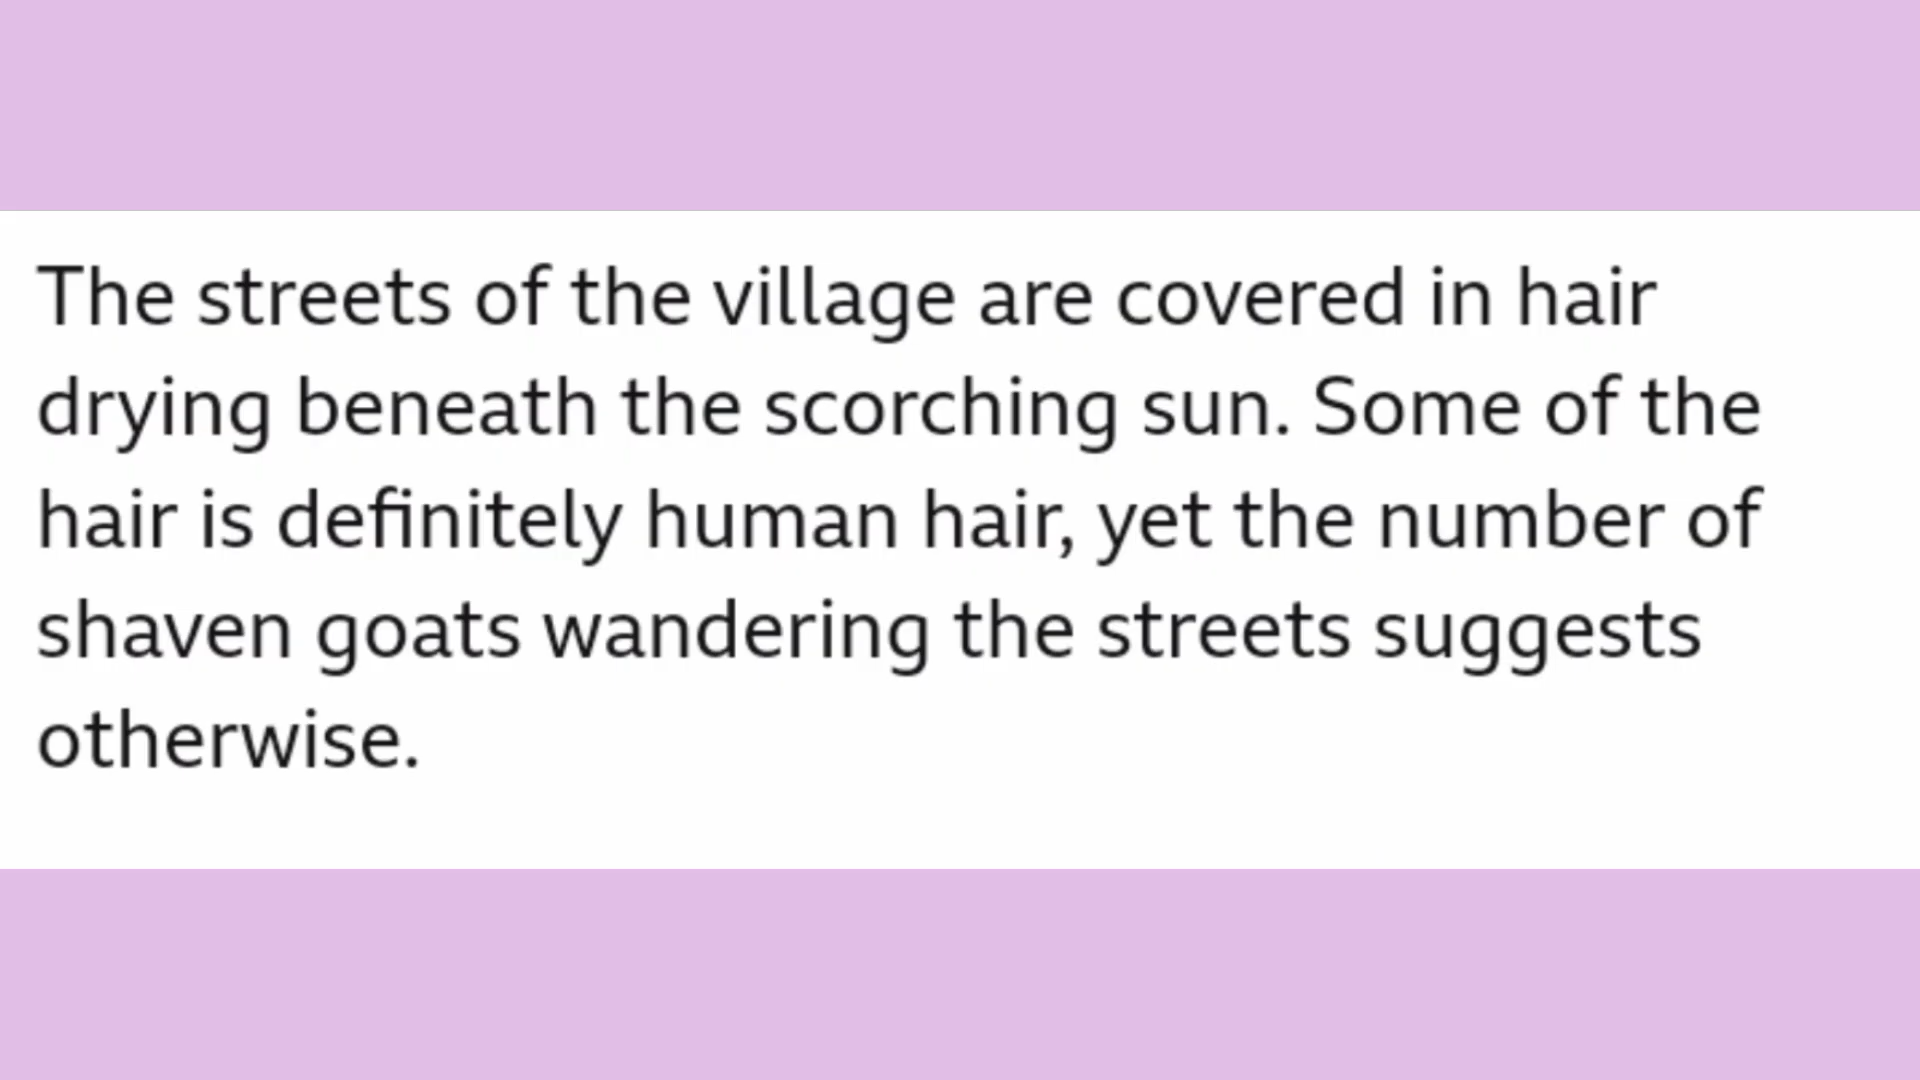 The streets of the village are covered in hair
drying beneath the scorching sun. Some of the
hair is definitely human hair, yet the number of
shaven goats wandering the streets suggests
otherwise.